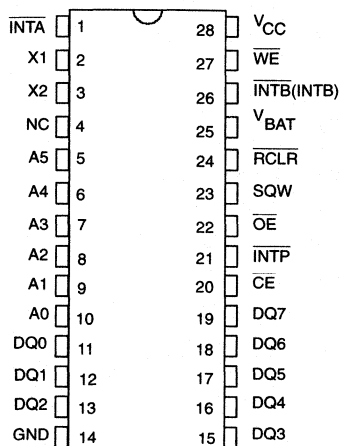 INTA 1 28 VCC
X1 2 27 WE
X2 3 26 INTB(INTB)
NC 4 25 VBAT
A5 5 24 RCLR
A4 6 23 SQW
A3 7 22 OE
A2 8 21 INTP
A1 9 20 CE
A0 10 19 DQ7
DQ0 11 18 DQ6
DQ1 12 17 DQ5
DQ2 13 16 DQ4
GND 14 15 DQ3